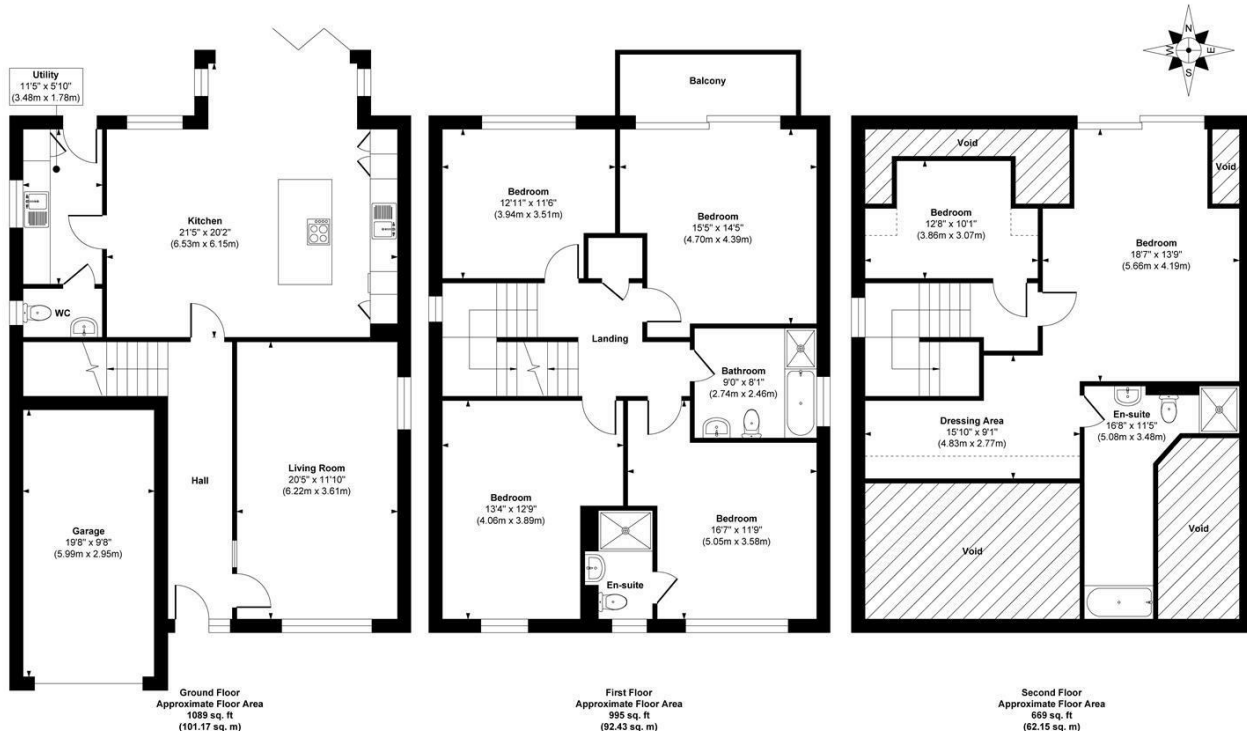 Utility
11'5" x 5'10"
(3.48m x 1.78m)
Kitchen
21'5" x 20'2"
(6.53m x 6.15m)
WC
Hall
Living Room
20'5" x 11'10"
(6.22m x 3.61m)
Garage
19'8" x 9'8"
(5.99m x 2.95m)
Ground Floor
Approximate Floor Area
1089 sq. ft
(101.17 sq. m)
Balcony
Bedroom
12'11" x 11'6"
(3.94m x 3.51m)
Bedroom
15'5" x 14'5"
(4.70m x 4.39m)
Landing
Bathroom
9'0" x 8'1"
(2.74m x 2.46m)
Bedroom
13'4" x 12'9"
(4.06m x 3.89m)
Bedroom
16'7" x 11'9"
(5.05m x 3.58m)
En-suite
First Floor
Approximate Floor Area
995 sq. ft
(92.43 sq. m)
N
W
E
S
Void
Void
Bedroom
12'8" x 10'1"
(3.86m x 3.07m)
Bedroom
18'7" x 13'9"
(5.66m x 4.19m)
Dressing Area
15'10" x 9'1"
(4.83m x 2.77m)
En-suite
16'8" x 11'5"
(5.08m x 3.48m)
Void
Void
Second Floor
Approximate Floor Area
669 sq. ft
(62.15 sq. m)